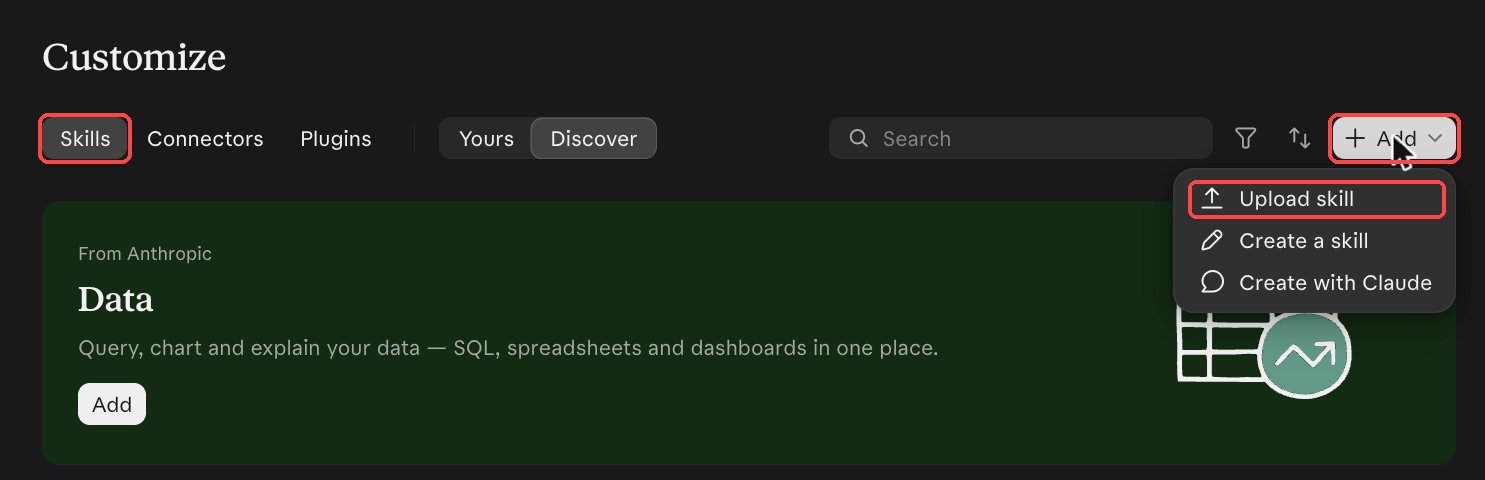 Customize
Skills Connectors Plugins Yours Discover Search Add
Upload skill
Create a skill
Create with Claude
From Anthropic
Data
Query, chart and explain your data — SQL, spreadsheets and dashboards in one place.
Add